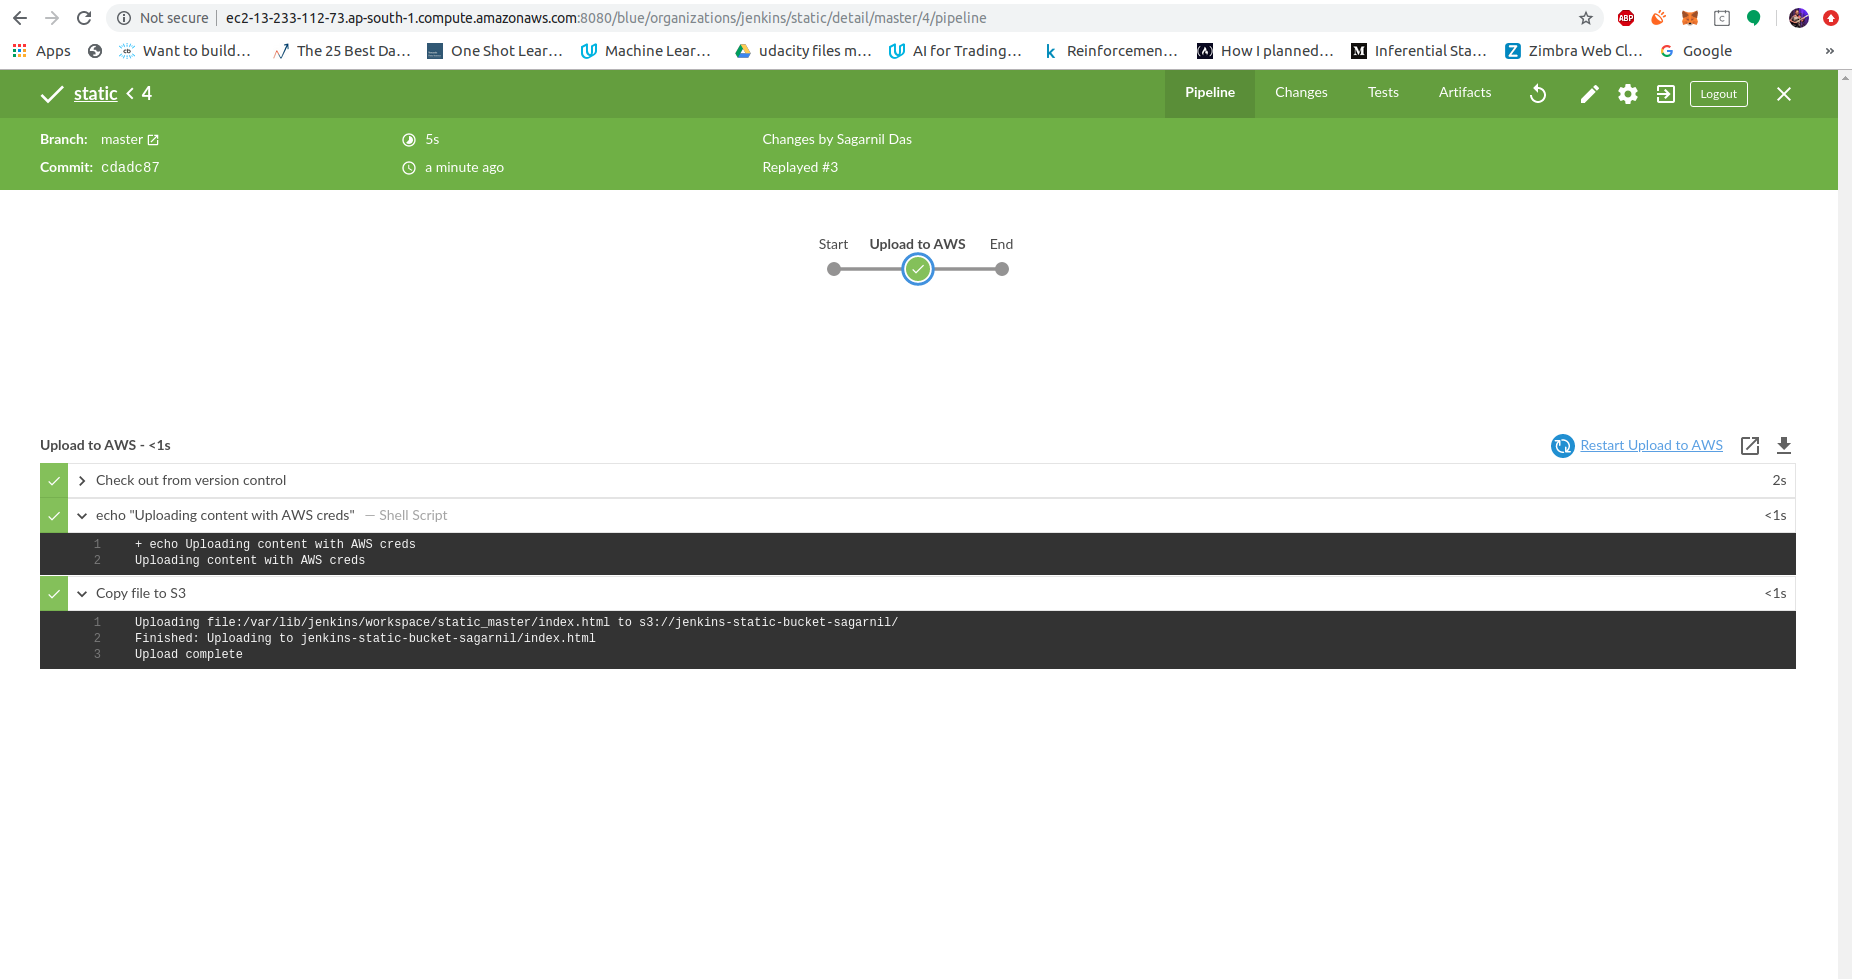 Not secure | ec2-13-233-112-73.ap-south-1.compute.amazonaws.com:8080/blue/organizations/jenkins/static/detail/master/4/pipeline
ABP
C
Apps
Want to build…
The 25 Best Da…
One Shot Lear…
Machine Lear…
udacity files m…
AI for Trading…
k Reinforcemen…
How I planned…
M Inferential Sta…
Z Zimbra Web Cl…
G Google
»
static < 4
Pipeline
Changes
Tests
Artifacts
Logout
Branch: master
5s
Changes by Sagarnil Das
Commit: cdadc87
a minute ago
Replayed #3
Start
Upload to AWS
End
Upload to AWS - <1s
Restart Upload to AWS
Check out from version control
2s
echo "Uploading content with AWS creds" — Shell Script
<1s
1 + echo Uploading content with AWS creds
2 Uploading content with AWS creds
Copy file to S3
<1s
1 Uploading file:/var/lib/jenkins/workspace/static_master/index.html to s3://jenkins-static-bucket-sagarnil/
2 Finished: Uploading to jenkins-static-bucket-sagarnil/index.html
3 Upload complete